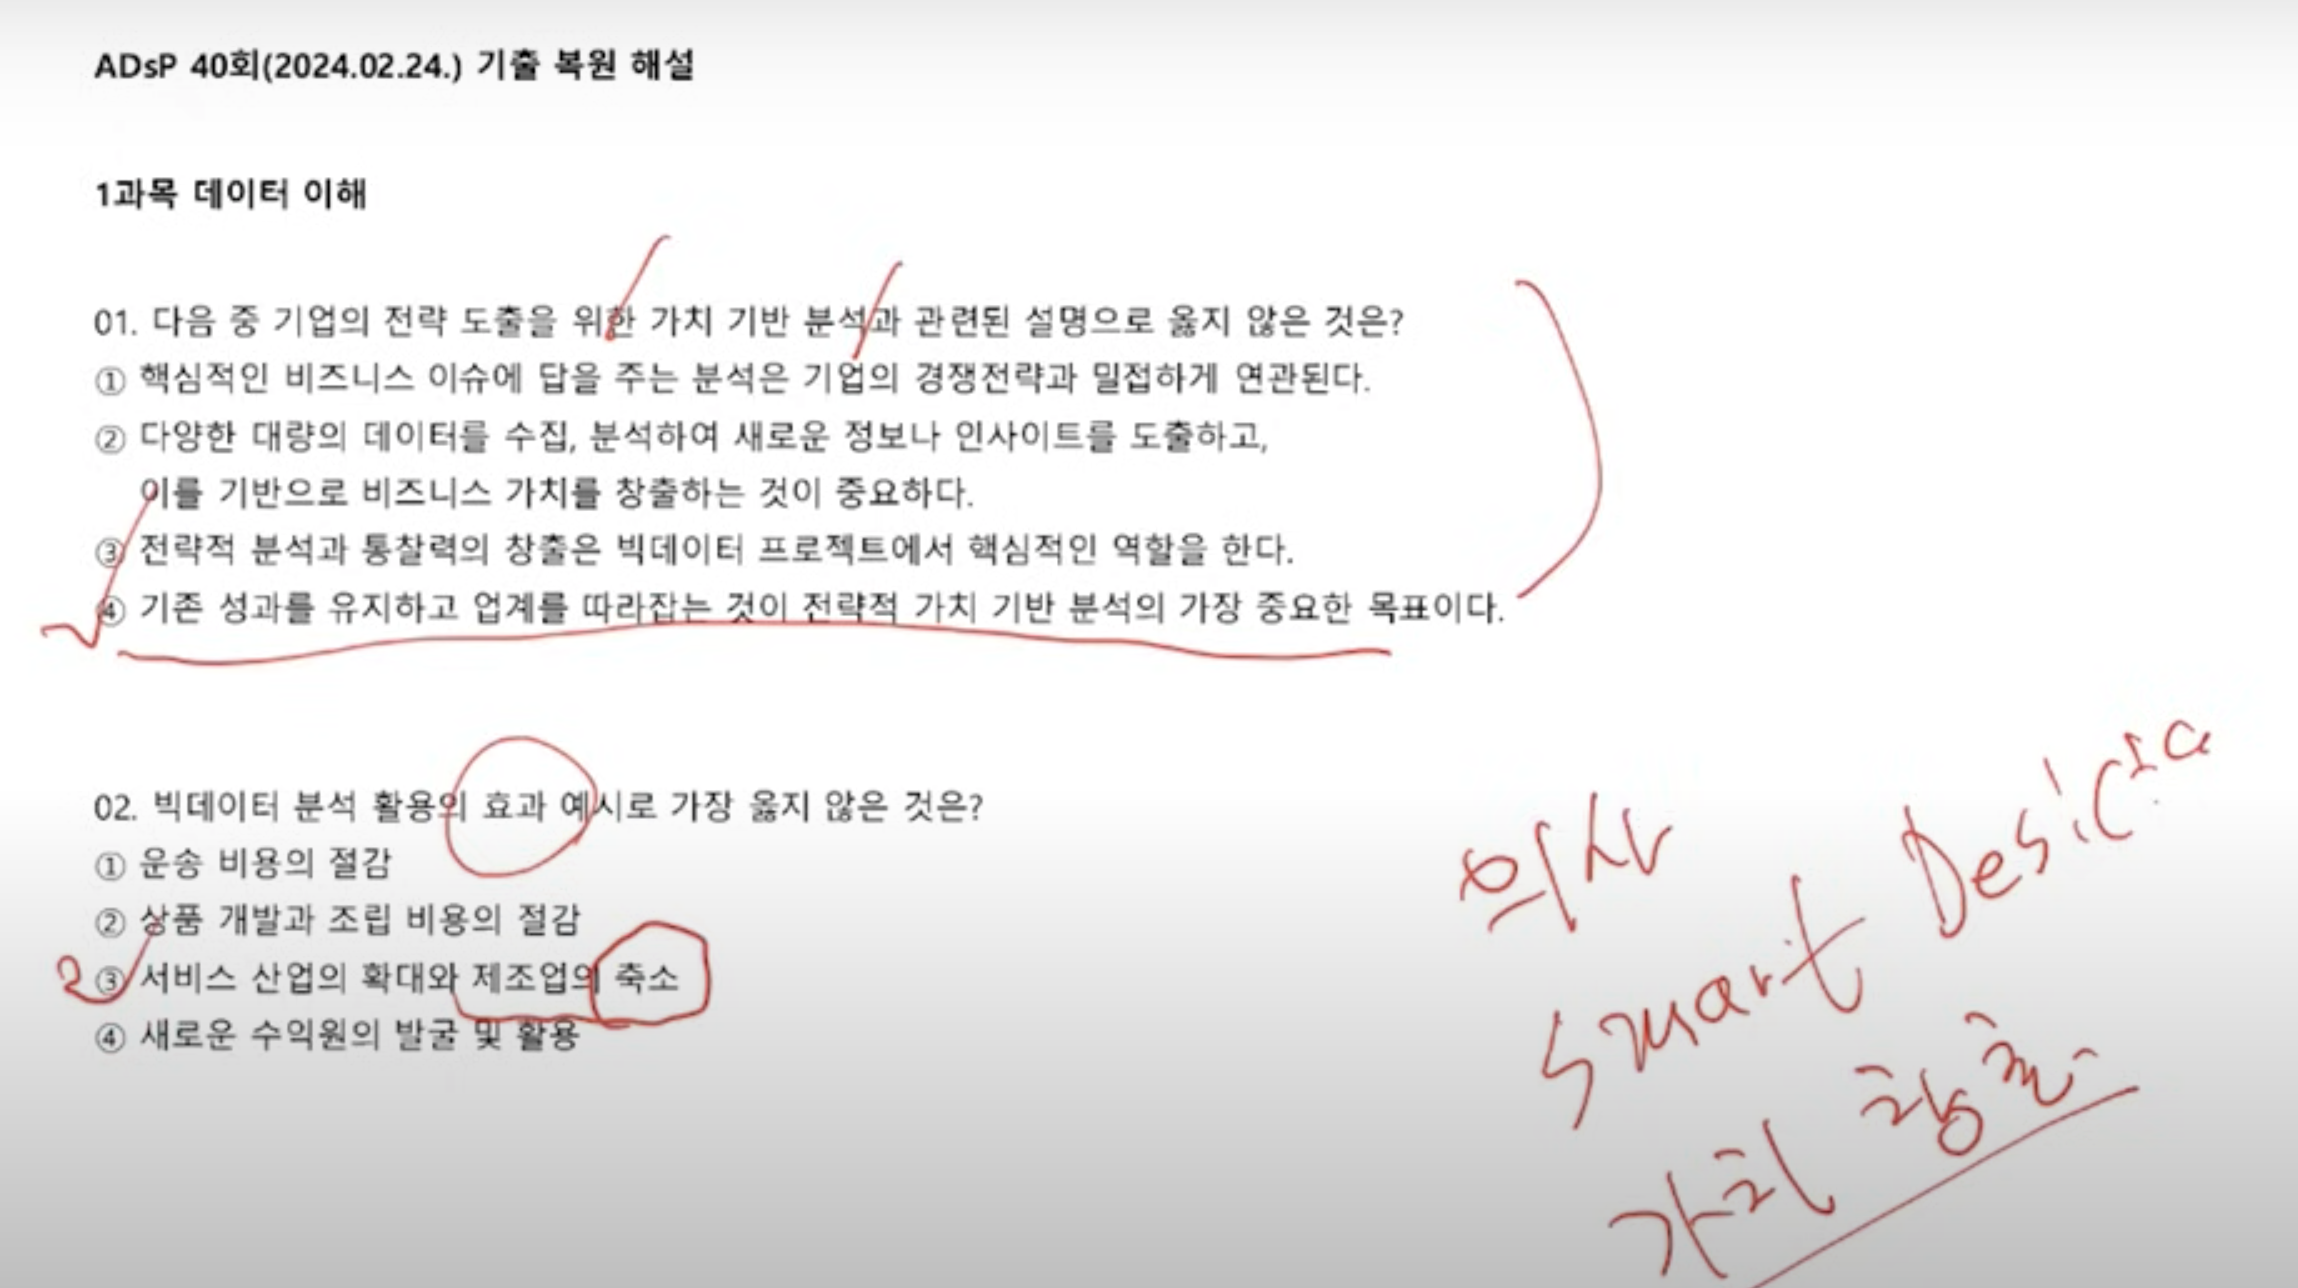 ADsP 40회(2024.02.24.) 기출 복원 해설
1과목 데이터 이해
01. 다음 중 기업의 전략 도출을 위한 가치 기반 분석과 관련된 설명으로 옳지 않은 것은?
① 핵심적인 비즈니스 이슈에 답을 주는 분석은 기업의 경쟁전략과 밀접하게 연관된다.
② 다양한 대량의 데이터를 수집, 분석하여 새로운 정보나 인사이트를 도출하고,
이를 기반으로 비즈니스 가치를 창출하는 것이 중요하다.
③ 전략적 분석과 통찰력의 창출은 빅데이터 프로젝트에서 핵심적인 역할을 한다.
④ 기존 성과를 유지하고 업계를 따라잡는 것이 전략적 가치 기반 분석의 가장 중요한 목표이다.
02. 빅데이터 분석 활용의 효과 예시로 가장 옳지 않은 것은?
① 운송 비용의 절감
② 상품 개발과 조립 비용의 절감
③ 서비스 산업의 확대와 제조업의 축소
④ 새로운 수익원의 발굴 및 활용
의사
Smart
가치 창출